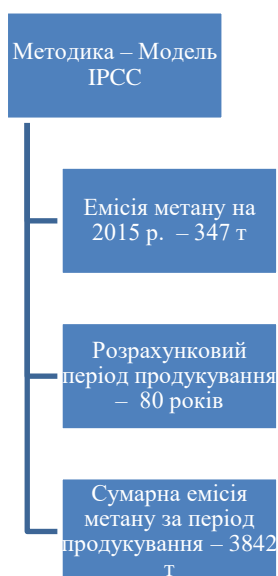 Методика – Модель
IPCC
Емісія метану на
2015 р. – 347 т
Розрахунковий
період продукування
– 80 років
Сумарна емісія
метану за період
продукування – 3842
т